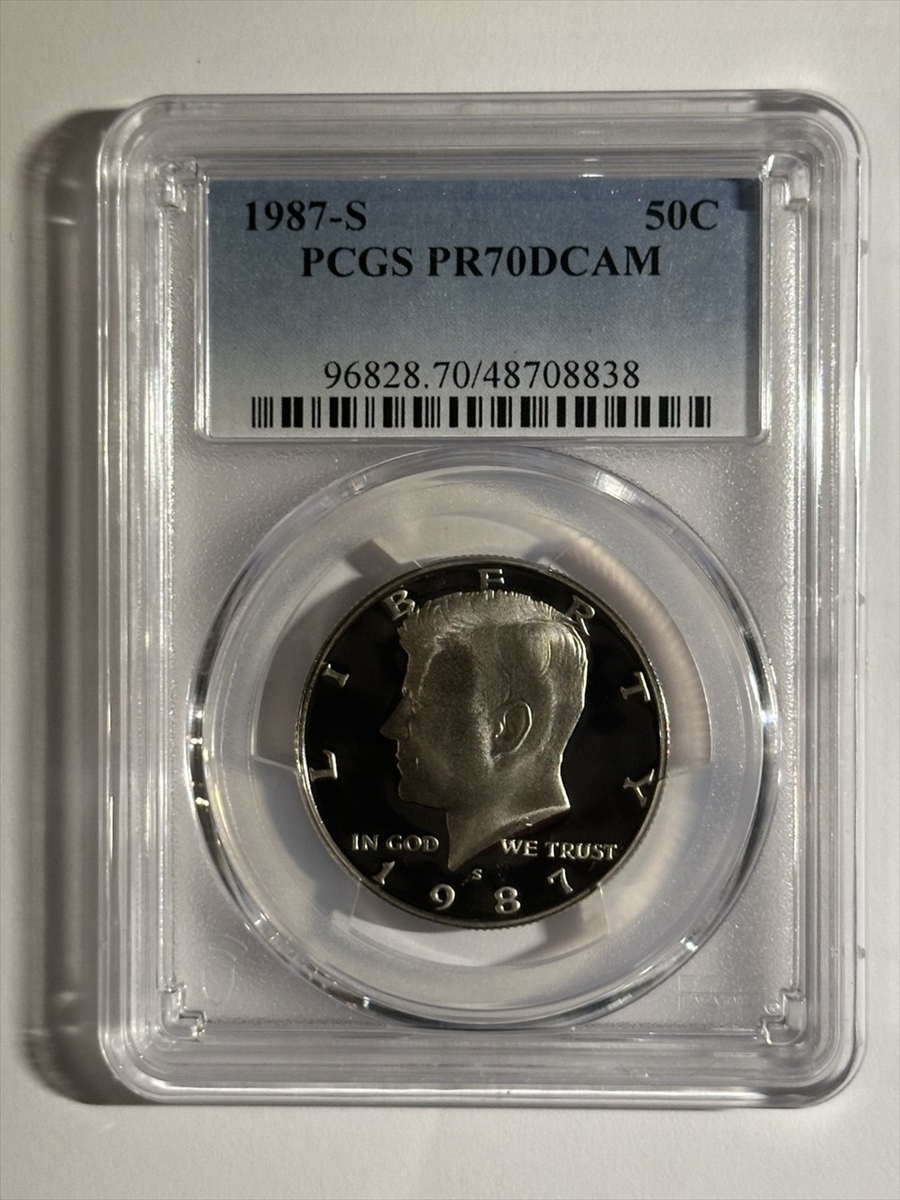 1987-S 50C
PCGS PR70DCAM
96828.70/48708838
LIBERTY
IN GOD WE TRUST
S
1987